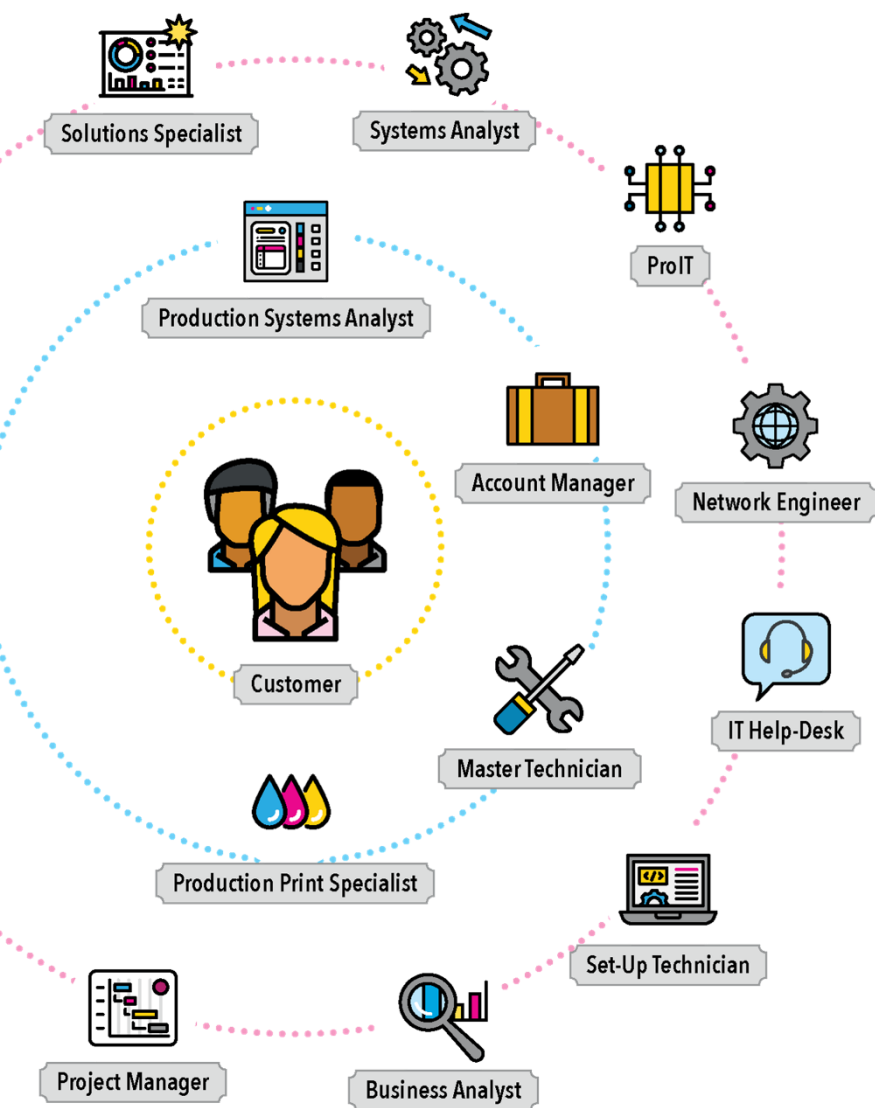 Solutions Specialist
Systems Analyst
ProIT
Production Systems Analyst
Account Manager
Network Engineer
Customer
IT Help-Desk
Master Technician
Production Print Specialist
Set-Up Technician
Project Manager
Business Analyst